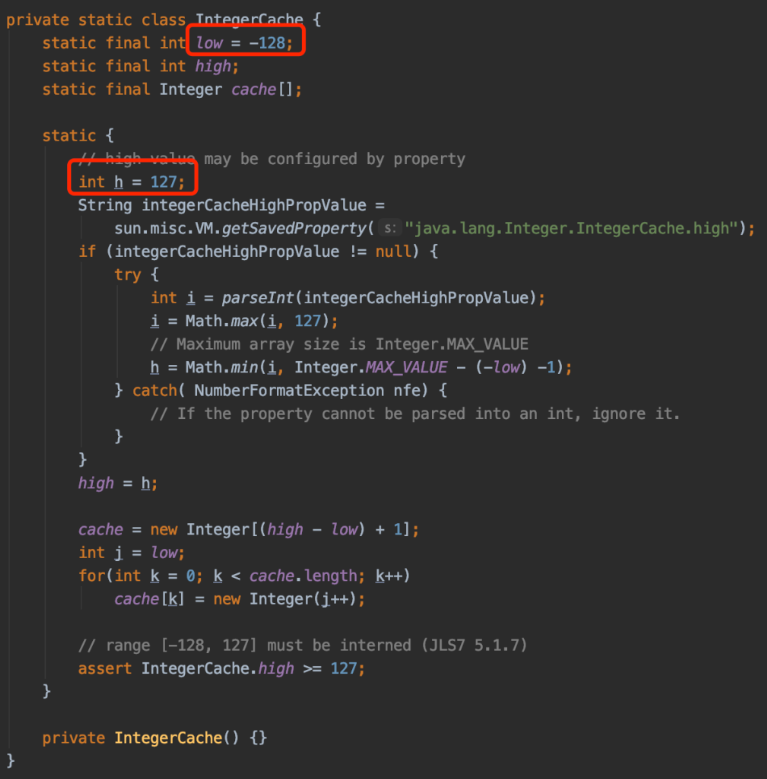 private static class IntegerCache {
static final int low = -128;
static final int high;
static final Integer cache[];
static {
// high value may be configured by property
int h = 127;
String integerCacheHighPropValue =
sun.misc.VM.getSavedProperty( s: "java.lang.Integer.IntegerCache.high");
if (integerCacheHighPropValue != null) {
try {
int i = parseInt(integerCacheHighPropValue);
i = Math.max(i, 127);
// Maximum array size is Integer.MAX_VALUE
h = Math.min(i, Integer.MAX_VALUE - (-low) -1);
} catch( NumberFormatException nfe) {
// If the property cannot be parsed into an int, ignore it.
}
}
high = h;
cache = new Integer[(high - low) + 1];
int j = low;
for(int k = 0; k < cache.length; k++)
cache[k] = new Integer(j++);
// range [-128, 127] must be interned (JLS7 5.1.7)
assert IntegerCache.high >= 127;
}
private IntegerCache() {}
}